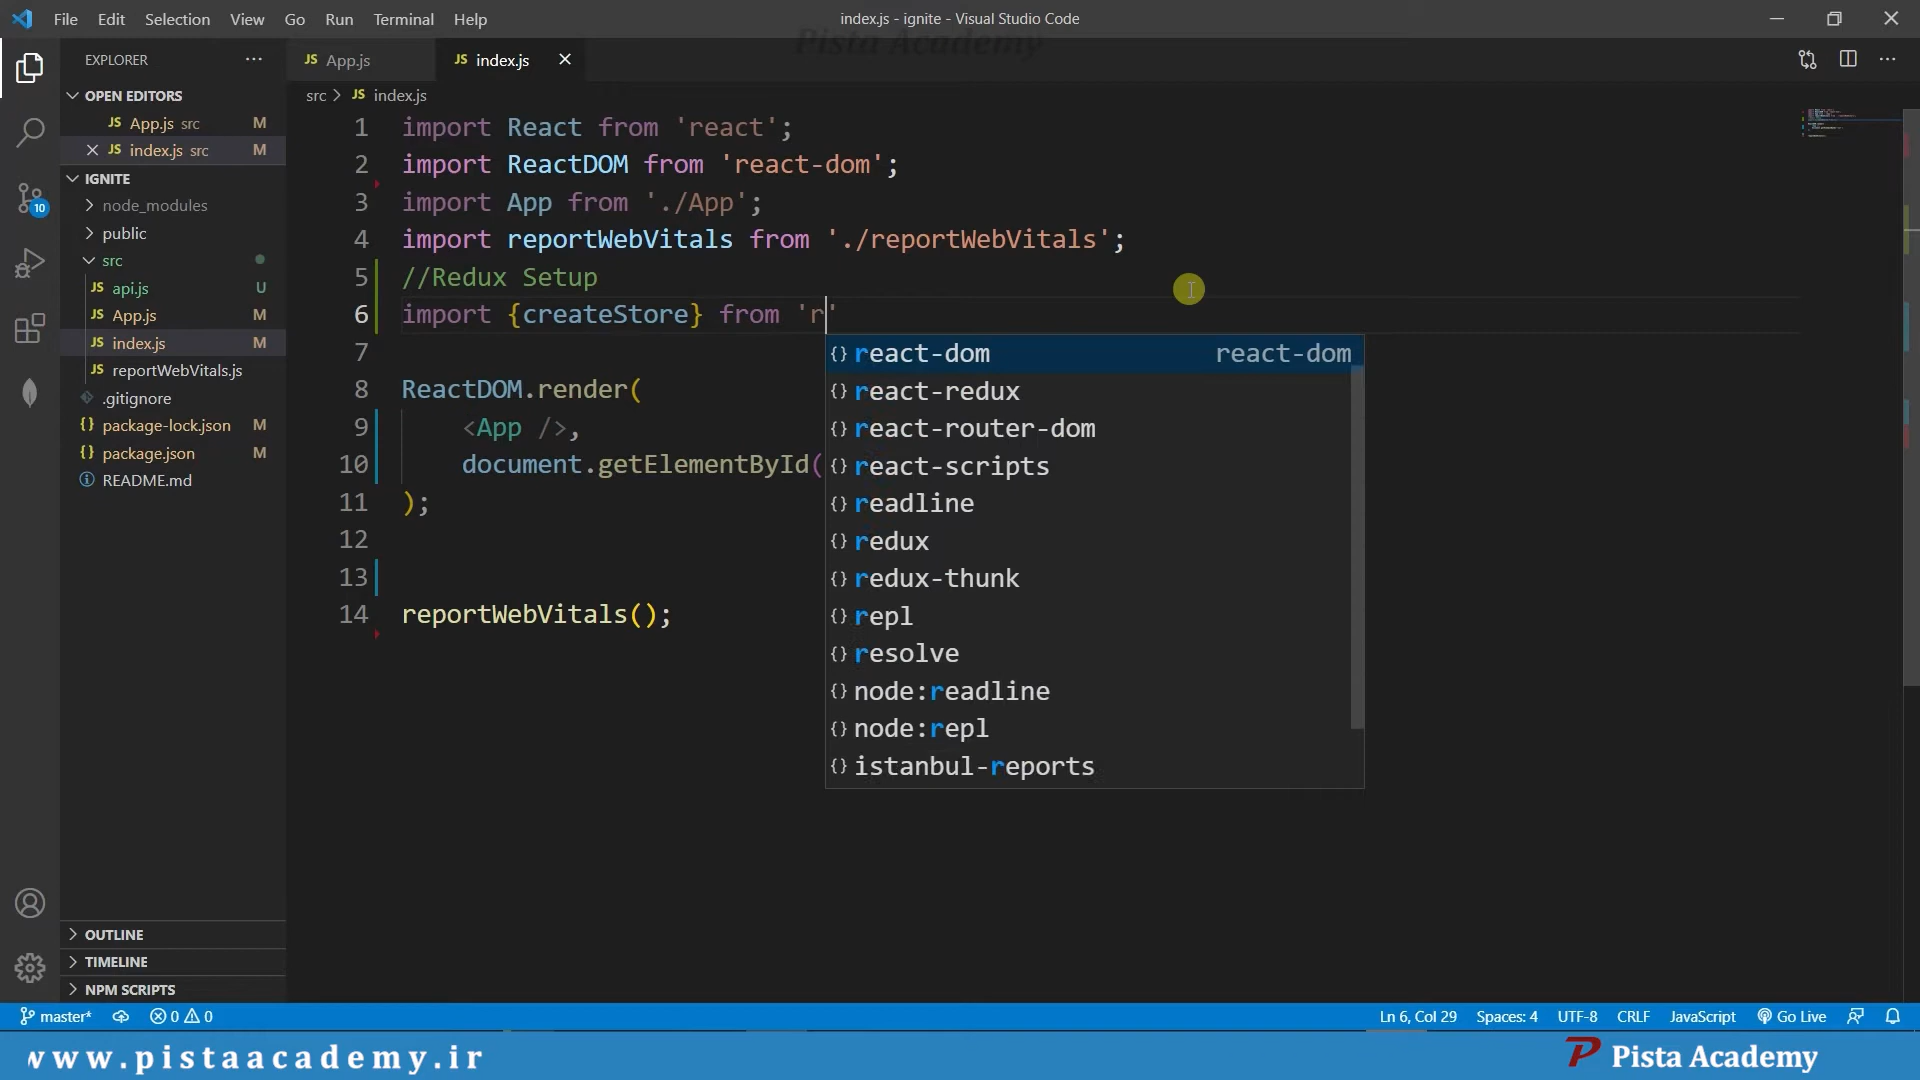 File Edit Selection View Go Run Terminal Help
index.js - ignite - Visual Studio Code
Pista Academy
EXPLORER
JS App.js
JS index.js
OPEN EDITORS
JS App.js src M
JS index.js src M
IGNITE
node_modules
public
src
JS api.js U
JS App.js M
JS index.js M
JS reportWebVitals.js
.gitignore
{} package-lock.json M
{} package.json M
README.md
10
OUTLINE
TIMELINE
NPM SCRIPTS
src > JS index.js
1 import React from 'react';
2 import ReactDOM from 'react-dom';
3 import App from './App';
4 import reportWebVitals from './reportWebVitals';
5 //Redux Setup
6 import {createStore} from 'r'
7
8 ReactDOM.render(
9 <App />,
10 document.getElementById(
11 );
12
13
14 reportWebVitals();
{} react-dom react-dom
{} react-redux
{} react-router-dom
{} react-scripts
{} readline
{} redux
{} redux-thunk
{} repl
{} resolve
{} node:readline
{} node:repl
{} istanbul-reports
master* 0 0 Ln 6, Col 29 Spaces: 4 UTF-8 CRLF JavaScript Go Live
www.pistaacademy.ir
Pista Academy